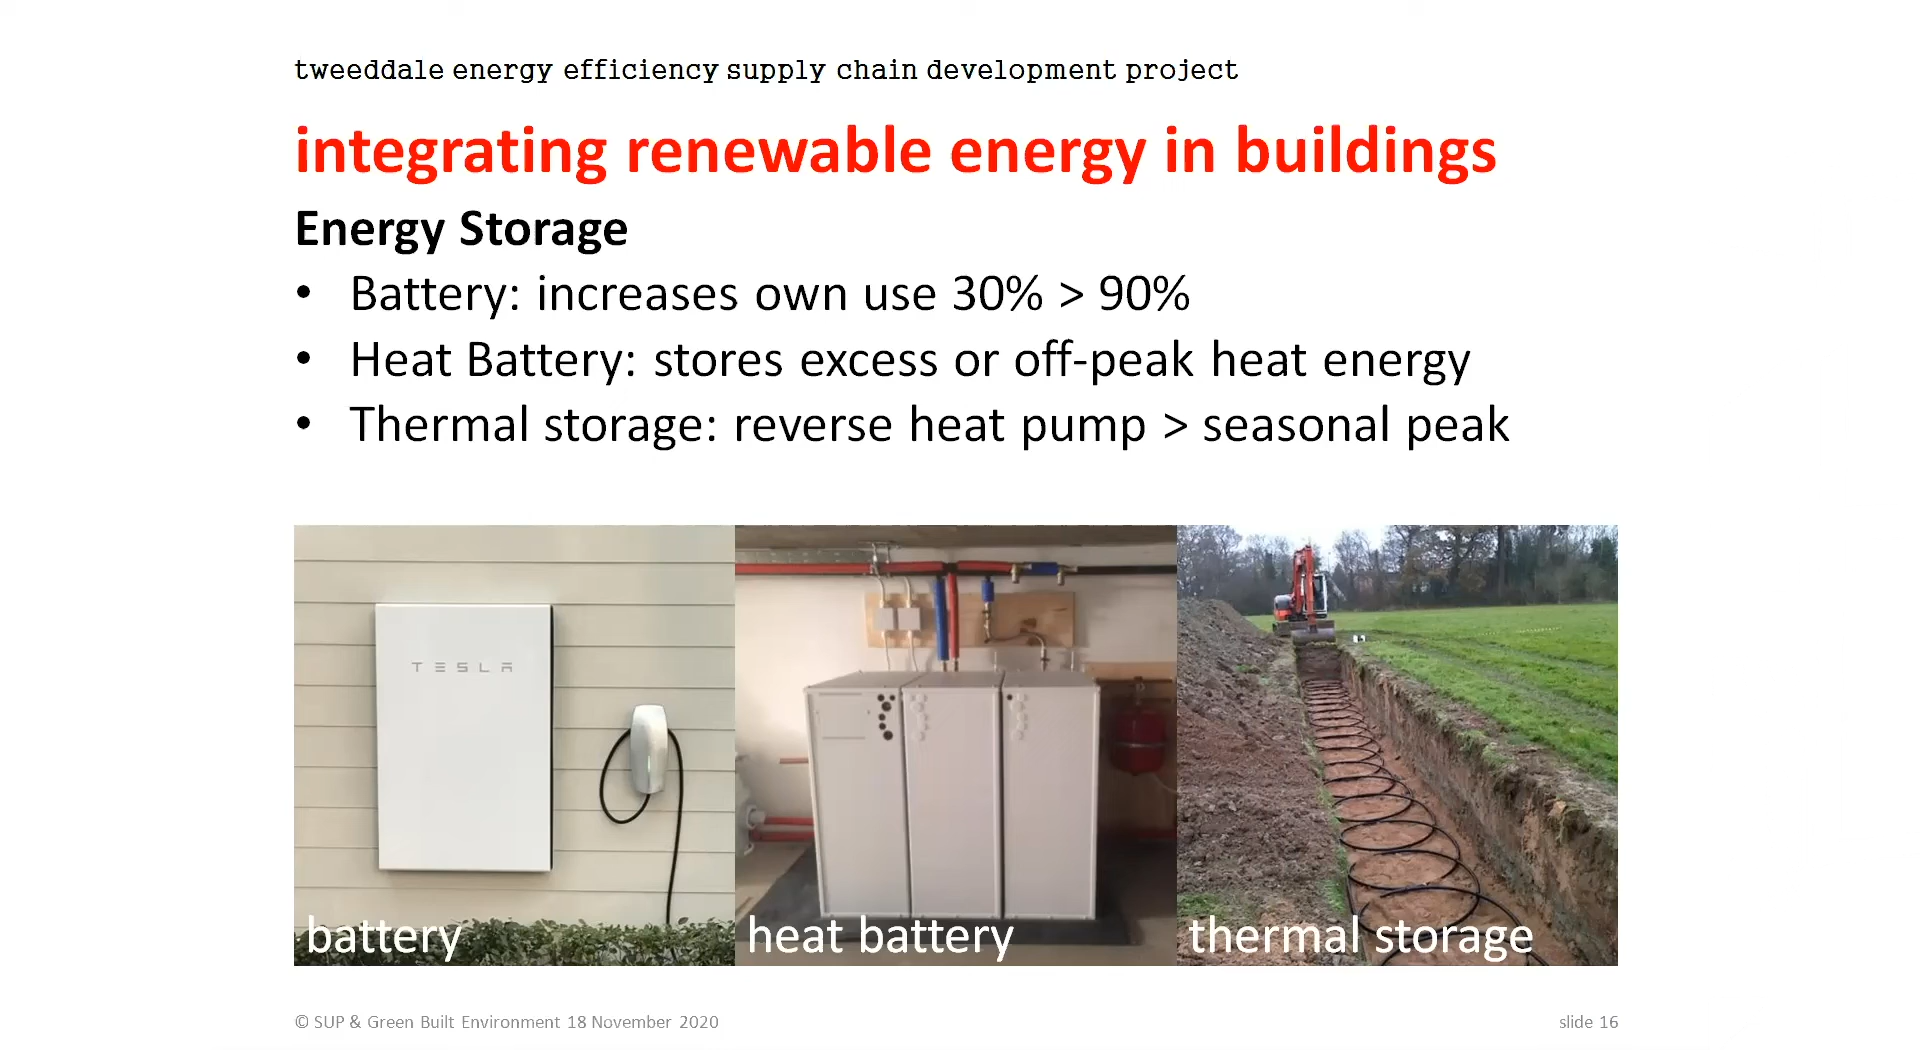 tweeddale energy efficiency supply chain development project
integrating renewable energy in buildings
Energy Storage
• Battery: increases own use 30% > 90%
• Heat Battery: stores excess or off-peak heat energy
• Thermal storage: reverse heat pump > seasonal peak
TESLA
battery
heat battery
thermal storage
© SUP & Green Built Environment 18 November 2020
slide 16